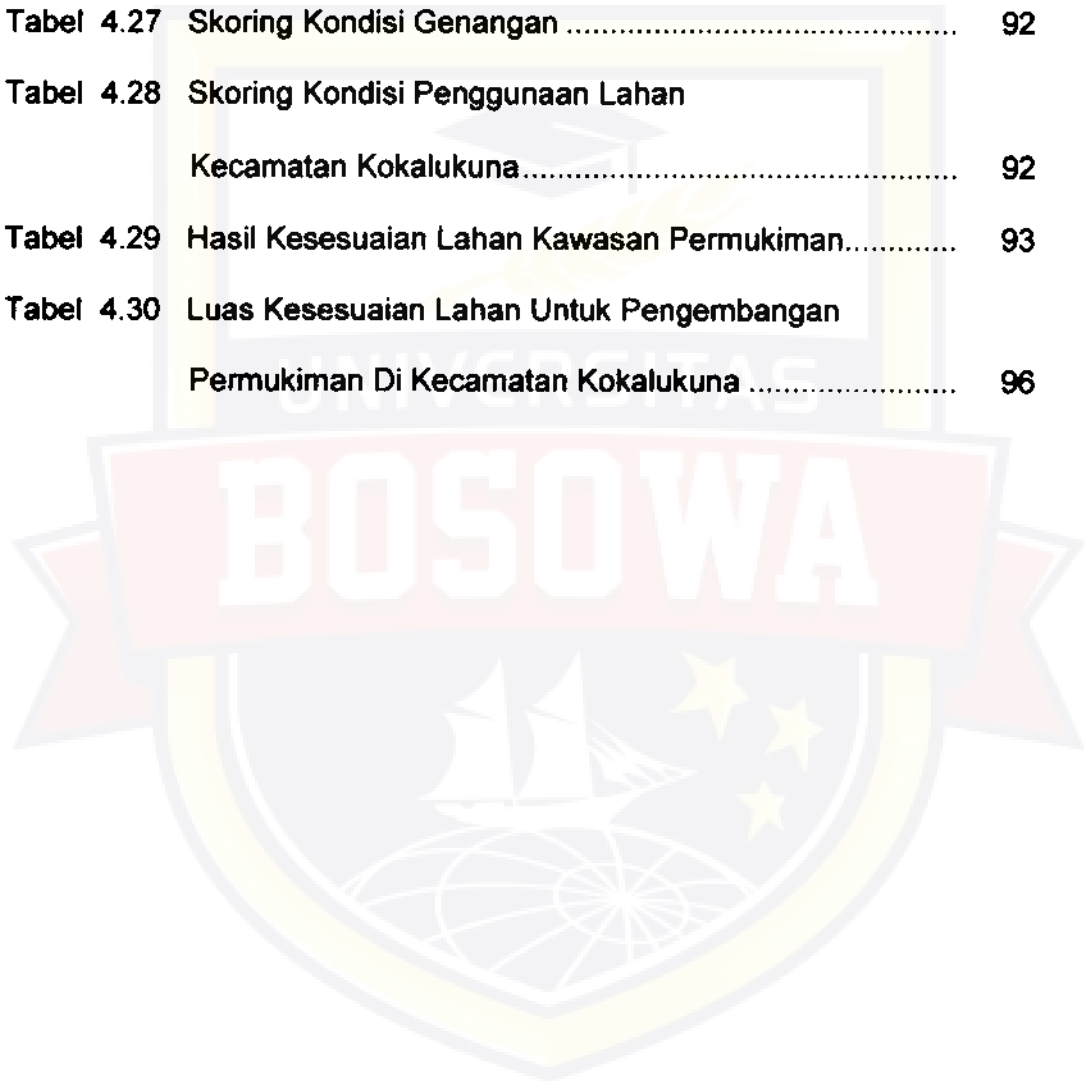 Tabel 4.27 Skoring Kondisi Genangan ............................................. 92
Tabel 4.28 Skoring Kondisi Penggunaan Lahan
Kecamatan Kokalukuna.................................................. 92
Tabel 4.29 Hasil Kesesuaian Lahan Kawasan Permukiman............. 93
Tabel 4.30 Luas Kesesuaian Lahan Untuk Pengembangan
Permukiman Di Kecamatan Kokalukuna ........................ 96
UNIVERSITAS
BOSOWA